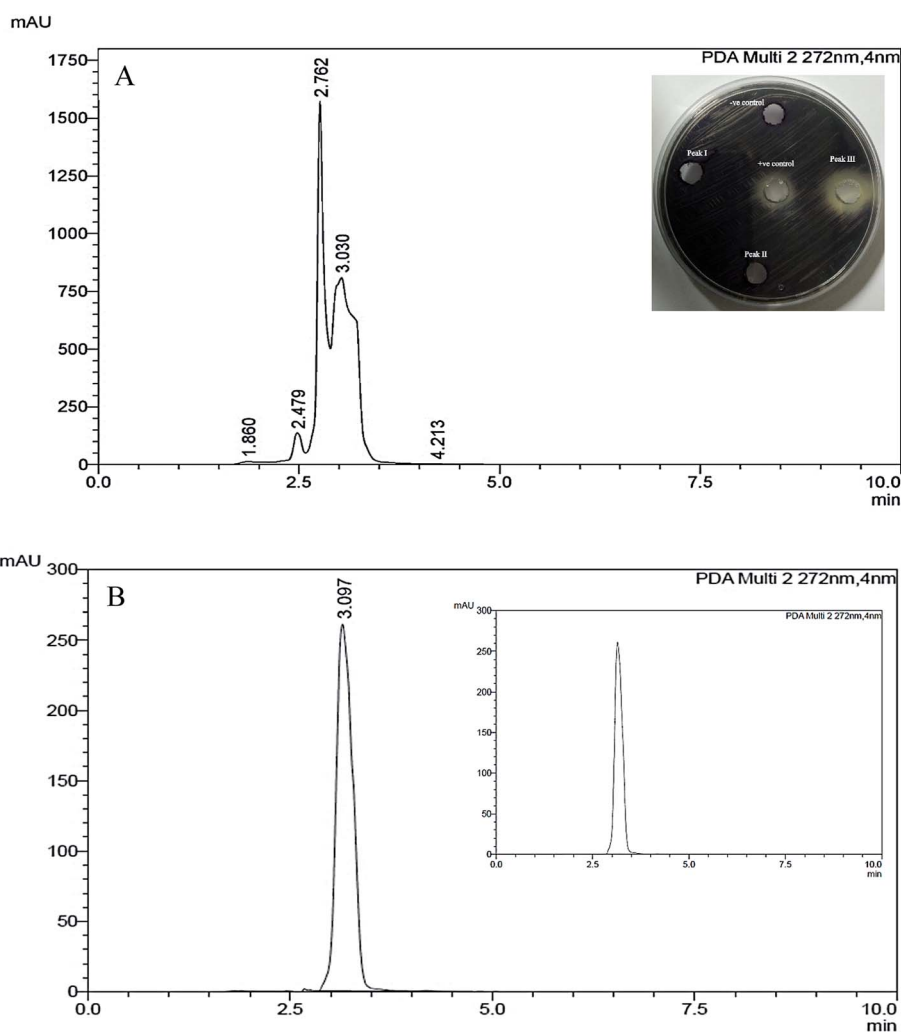 mAU
A
PDA Multi 2 272nm,4nm
1750
1500
1250
1000
750
500
250
0
2.762
3.030
2.479
1.860
4.213
-ve control
Peak I
+ve control
Peak III
Peak II
0.0 2.5 5.0 7.5 10.0
min
mAU
B
PDA Multi 2 272nm,4nm
300
250
200
150
100
50
0
3.097
mAU
PDA Multi 2 272nm,4nm
300
250
200
150
100
50
0
0.0 2.5 5.0 7.5 10.0
min
0.0 2.5 5.0 7.5 10.0
min